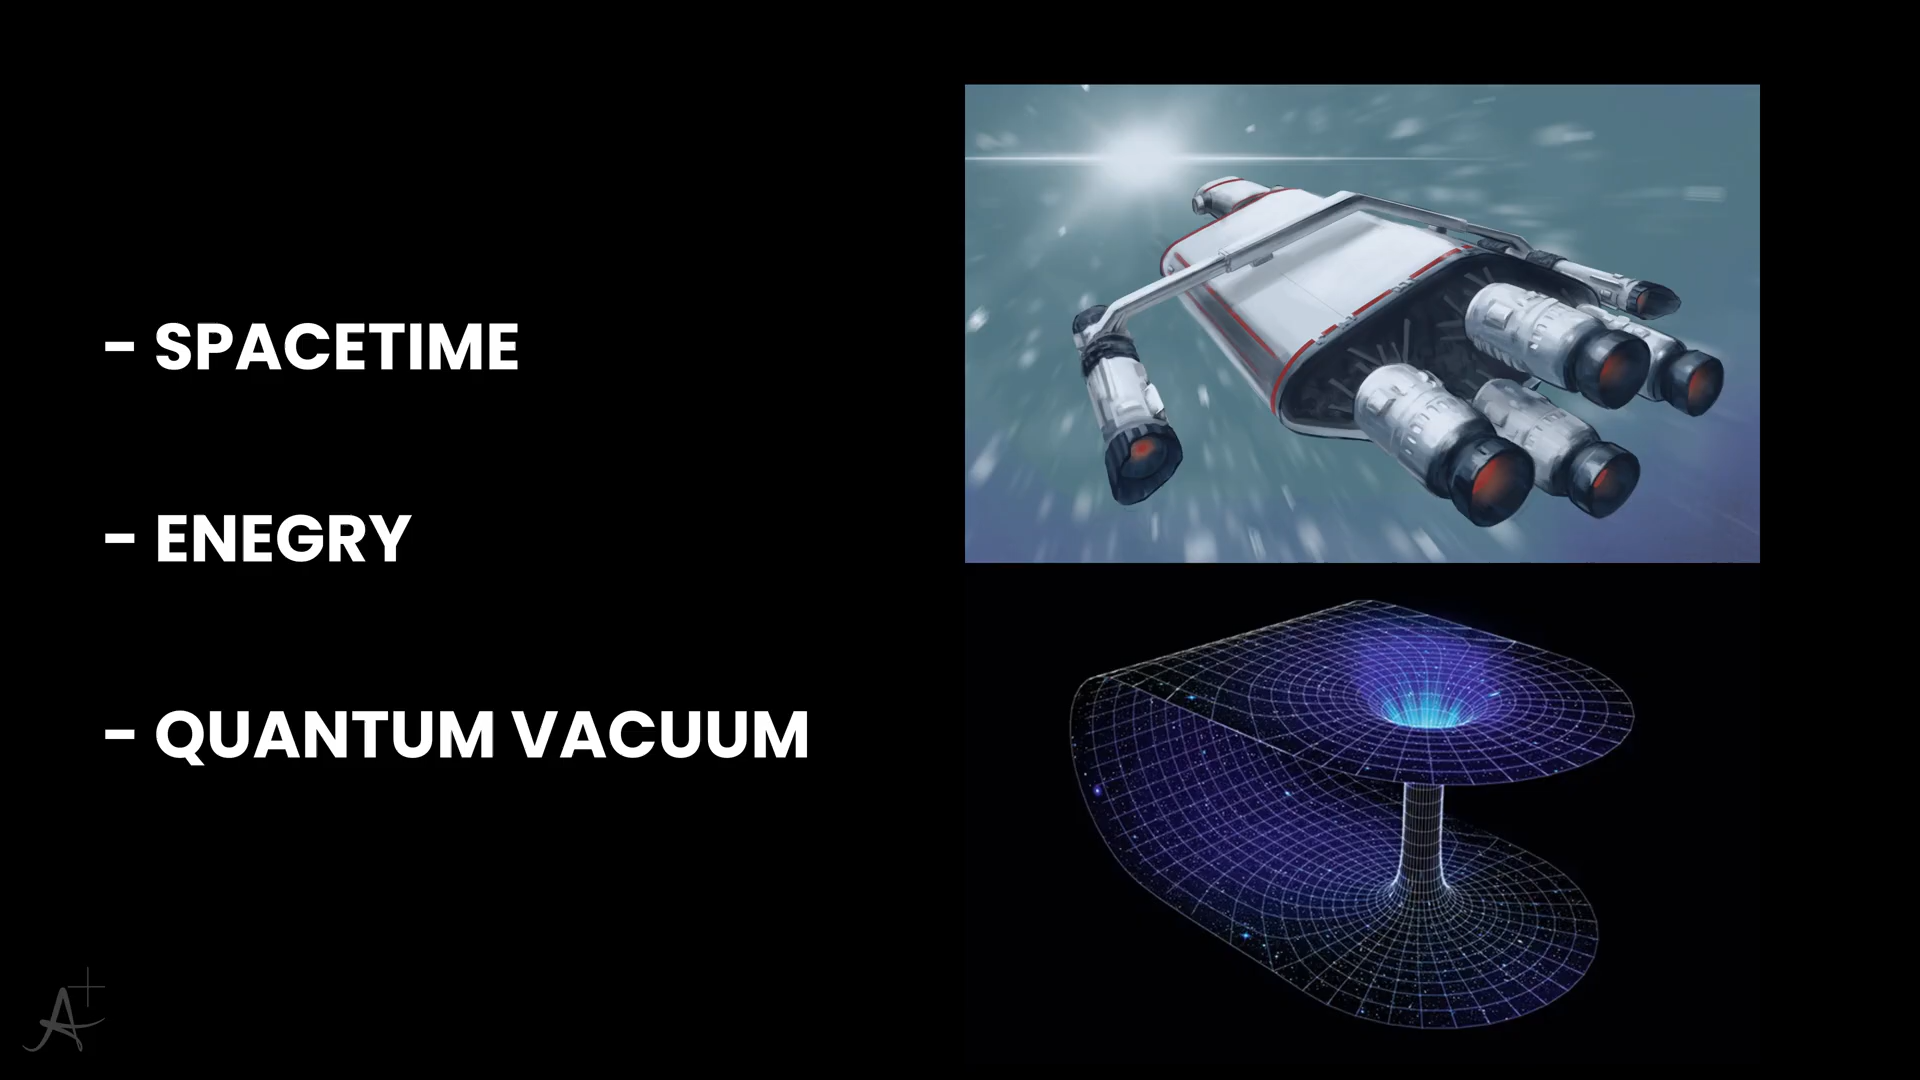 - SPACETIME
- ENEGRY
- QUANTUM VACUUM
A+